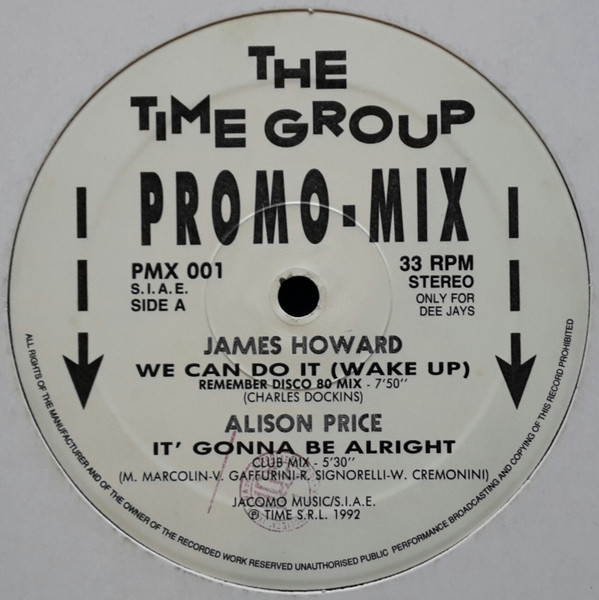 THE
TIME GROUP
PROMO-MIX
PMX 001
S.I.A.E.
SIDE A
33 RPM
STEREO
ONLY FOR
DEE JAYS
JAMES HOWARD
WE CAN DO IT (WAKE UP)
REMEMBER DISCO 80 MIX - 7'50''
(CHARLES DOCKINS)
ALISON PRICE
IT' GONNA BE ALRIGHT
CLUB MIX - 5'30''
(M. MARCOLIN-V. GAFFURINI-R. SIGNORELLI-W. CREMONINI)
JACOMO MUSIC/S.I.A.E.
℗ TIME S.R.L. 1992
ALL RIGHTS OF THE MANUFACTURER AND OF THE OWNER OF THE RECORDED WORK RESERVED UNAUTHORISED PUBLIC PERFORMANCE BROADCASTING AND COPYING OF THIS RECORD PROHIBITED